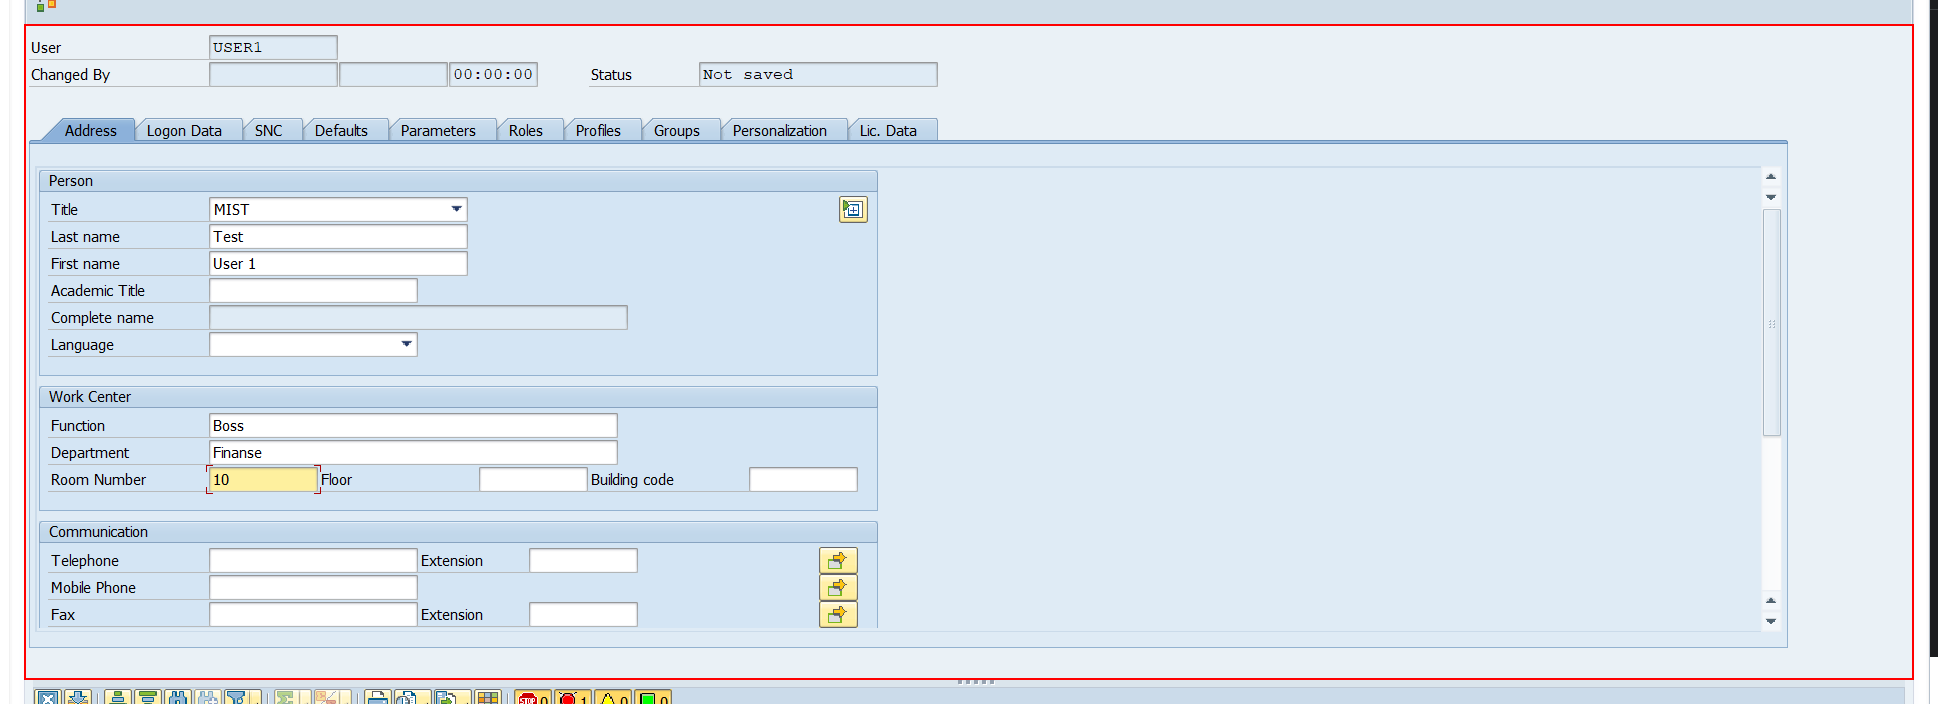 User USER1
Changed By 00:00:00 Status Not saved
Address Logon Data SNC Defaults Parameters Roles Profiles Groups Personalization Lic. Data
Person
Title MIST
Last name Test
First name User 1
Academic Title
Complete name
Language
Work Center
Function Boss
Department Finanse
Room Number 10 Floor Building code
Communication
Telephone Extension
Mobile Phone
Fax Extension
STOP 0 1 0 0